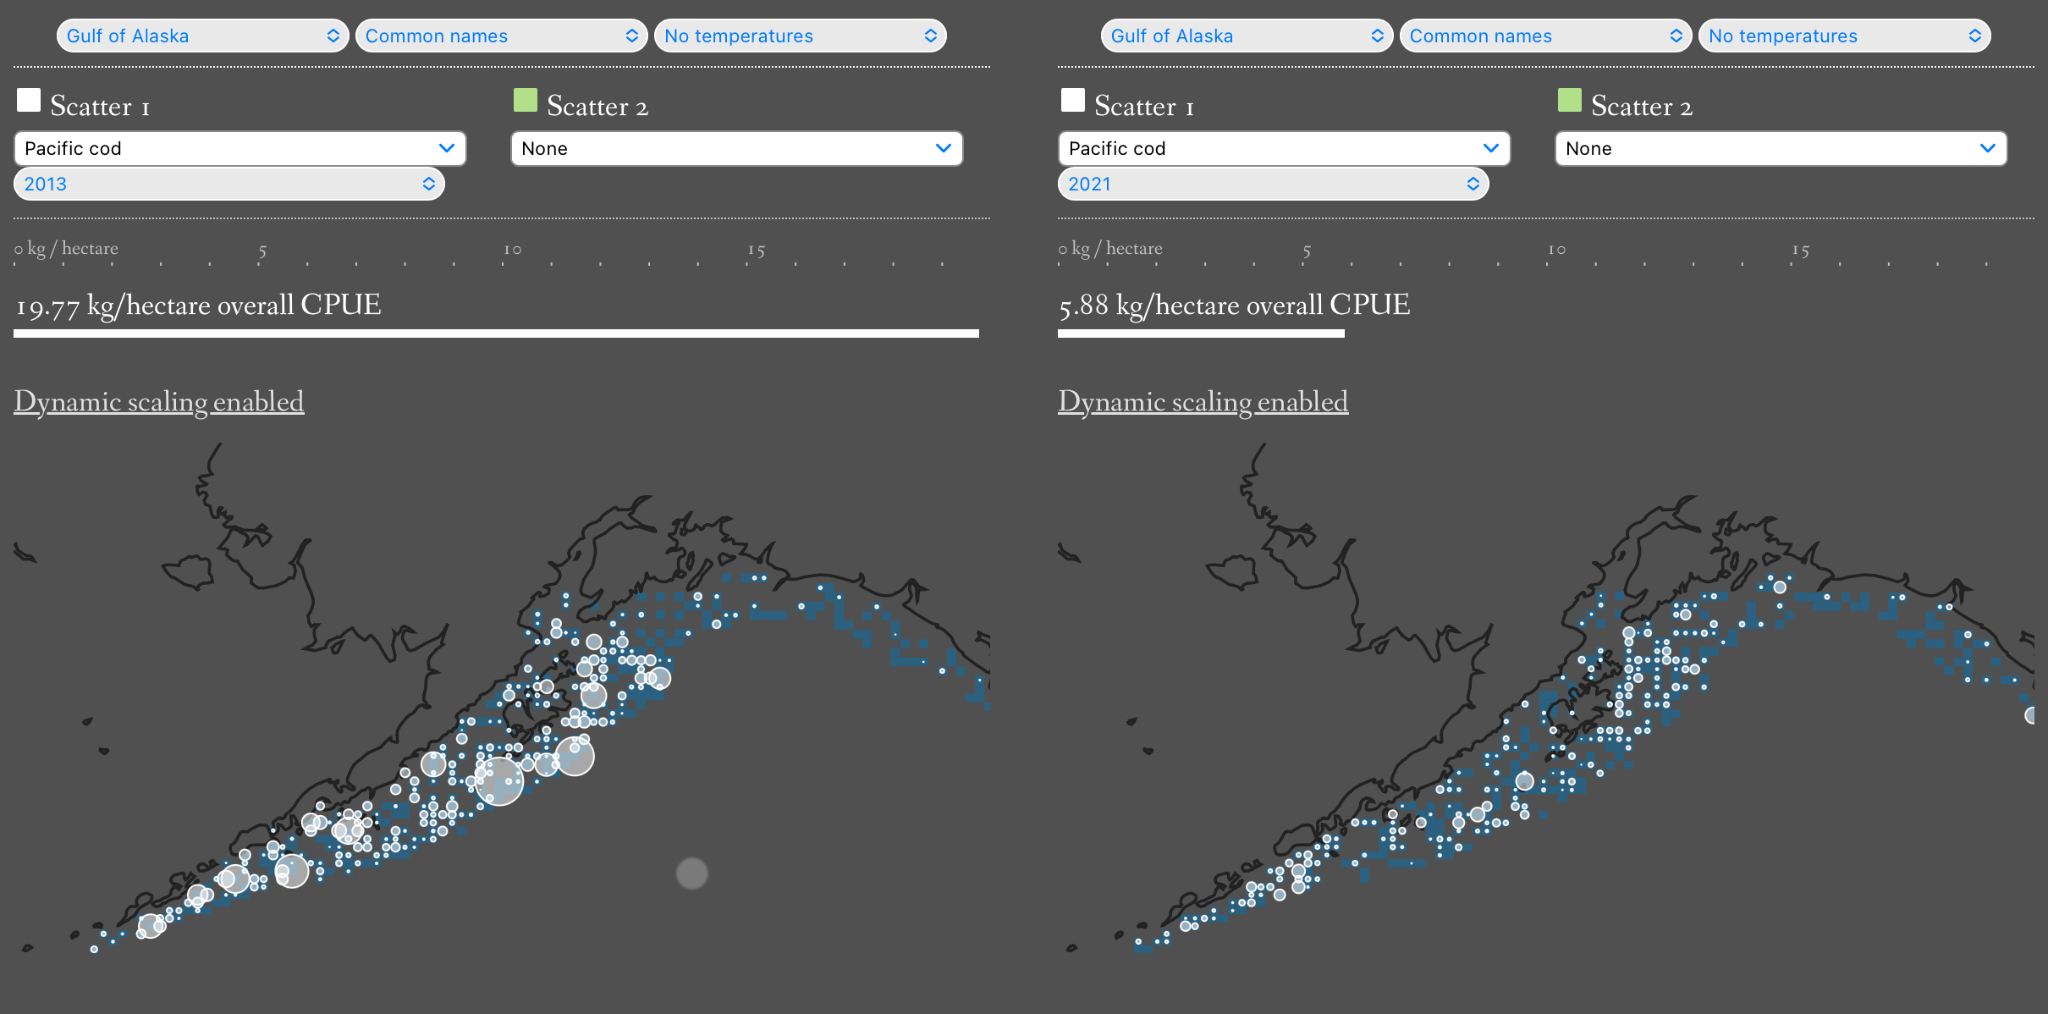 Gulf of Alaska Common names No temperatures
Scatter 1 Scatter 2
Pacific cod None
2013
0 kg / hectare 5 10 15
19.77 kg/hectare overall CPUE
Dynamic scaling enabled
Gulf of Alaska Common names No temperatures
Scatter 1 Scatter 2
Pacific cod None
2021
0 kg / hectare 5 10 15
5.88 kg/hectare overall CPUE
Dynamic scaling enabled